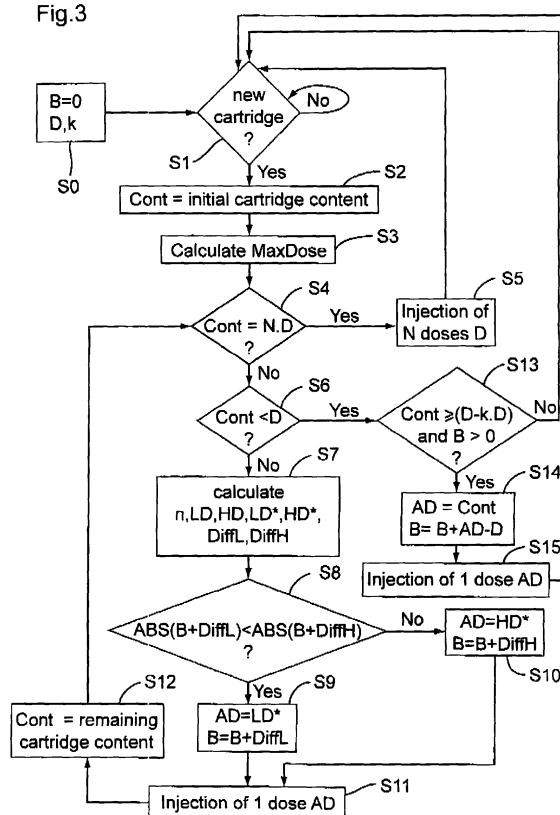 Fig.3
B=0
D,k
S0
new
cartridge
?
No
S1
Yes
S2
Cont = initial cartridge content
S3
Calculate MaxDose
S4
Cont = N.D
?
Yes
S5
Injection of
N doses D
No
S6
Cont <D
?
Yes
S13
Cont ⩾(D-k.D)
and B > 0
?
No
No
S7
calculate
n,LD,HD,LD*,HD*,
DiffL,DiffH
Yes
S14
AD = Cont
B= B+AD-D
S15
Injection of 1 dose AD
S8
ABS(B+DiffL)<ABS(B+DiffH)
?
No
AD=HD*
B=B+DiffH
S10
S12
Cont = remaining
cartridge content
Yes
S9
AD=LD*
B=B+DiffL
S11
Injection of 1 dose AD